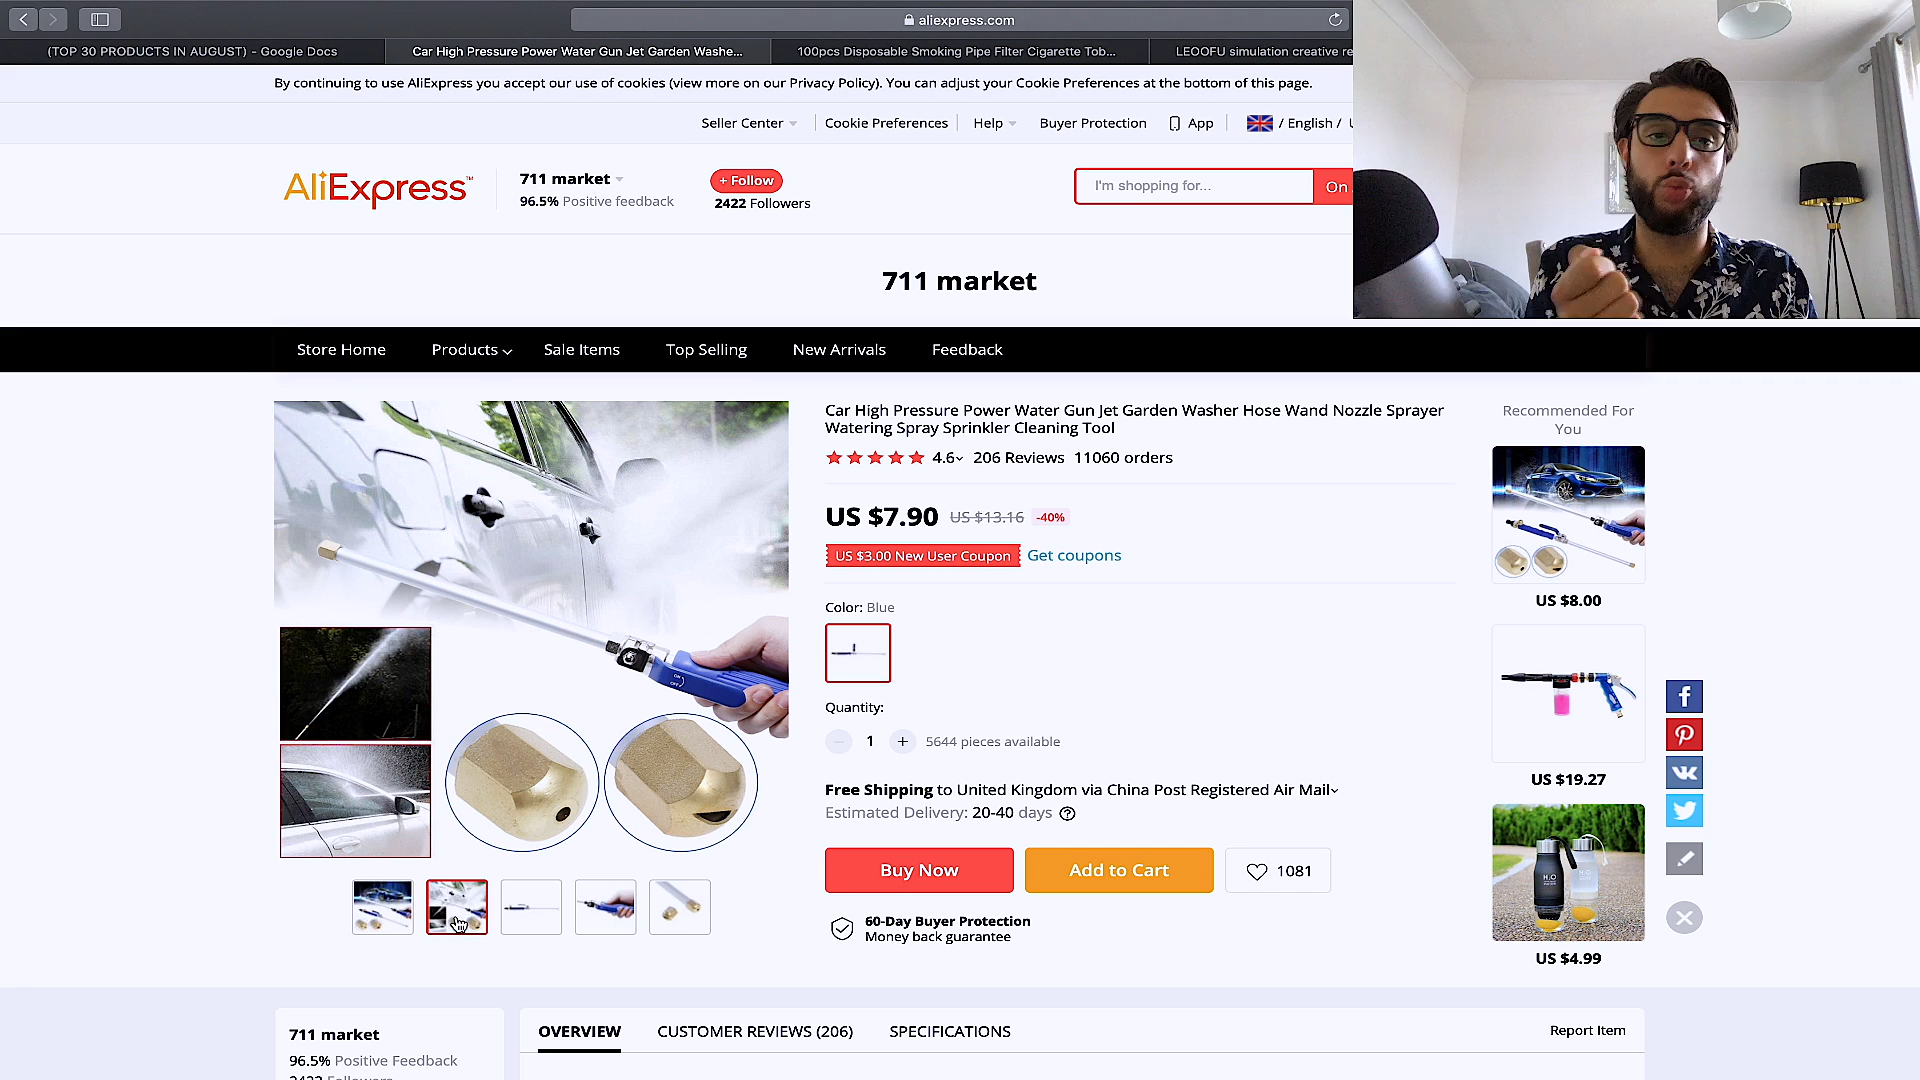 aliexpress.com
(TOP 30 PRODUCTS IN AUGUST) - Google Docs
Car High Pressure Power Water Gun Jet Garden Washe...
100pcs Disposable Smoking Pipe Filter Cigarette Tob...
LEOOFU simulation creative re
By continuing to use AliExpress you accept our use of cookies (view more on our Privacy Policy). You can adjust your Cookie Preferences at the bottom of this page.
Seller Center
Cookie Preferences
Help
Buyer Protection
App
/ English /
AliExpress™
711 market
96.5% Positive feedback
+ Follow
2422 Followers
I'm shopping for...
On
711 market
Store Home
Products
Sale Items
Top Selling
New Arrivals
Feedback
Car High Pressure Power Water Gun Jet Garden Washer Hose Wand Nozzle Sprayer
Watering Spray Sprinkler Cleaning Tool
4.6 206 Reviews 11060 orders
US $7.90 US $13.16 -40%
US $3.00 New User Coupon Get coupons
Color: Blue
Quantity:
1 + 5644 pieces available
Free Shipping to United Kingdom via China Post Registered Air Mail
Estimated Delivery: 20-40 days
Buy Now
Add to Cart
1081
60-Day Buyer Protection
Money back guarantee
Recommended For
You
US $8.00
US $19.27
H2O
H2O
US $4.99
711 market
96.5% Positive Feedback
2422 Followers
OVERVIEW
CUSTOMER REVIEWS (206)
SPECIFICATIONS
Report Item